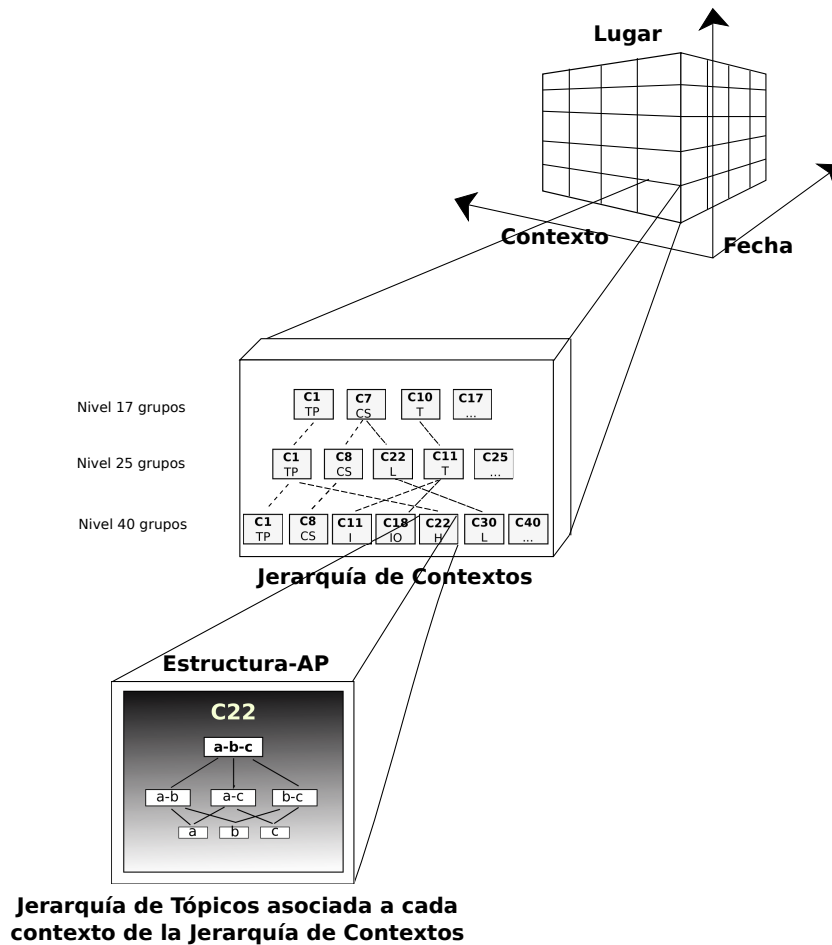 Lugar
Contexto
Fecha
Nivel 17 grupos
C1 C7 C10 C17
TP CS T ...
Nivel 25 grupos
C1 C8 C22 C11 C25
TP CS L T ...
Nivel 40 grupos
C1 C8 C11 C18 C22 C30 C40
TP CS I IO H L ...
Jerarquía de Contextos
Estructura-AP
C22
a-b-c
a-b a-c b-c
a b c
Jerarquía de Tópicos asociada a cada
contexto de la Jerarquía de Contextos